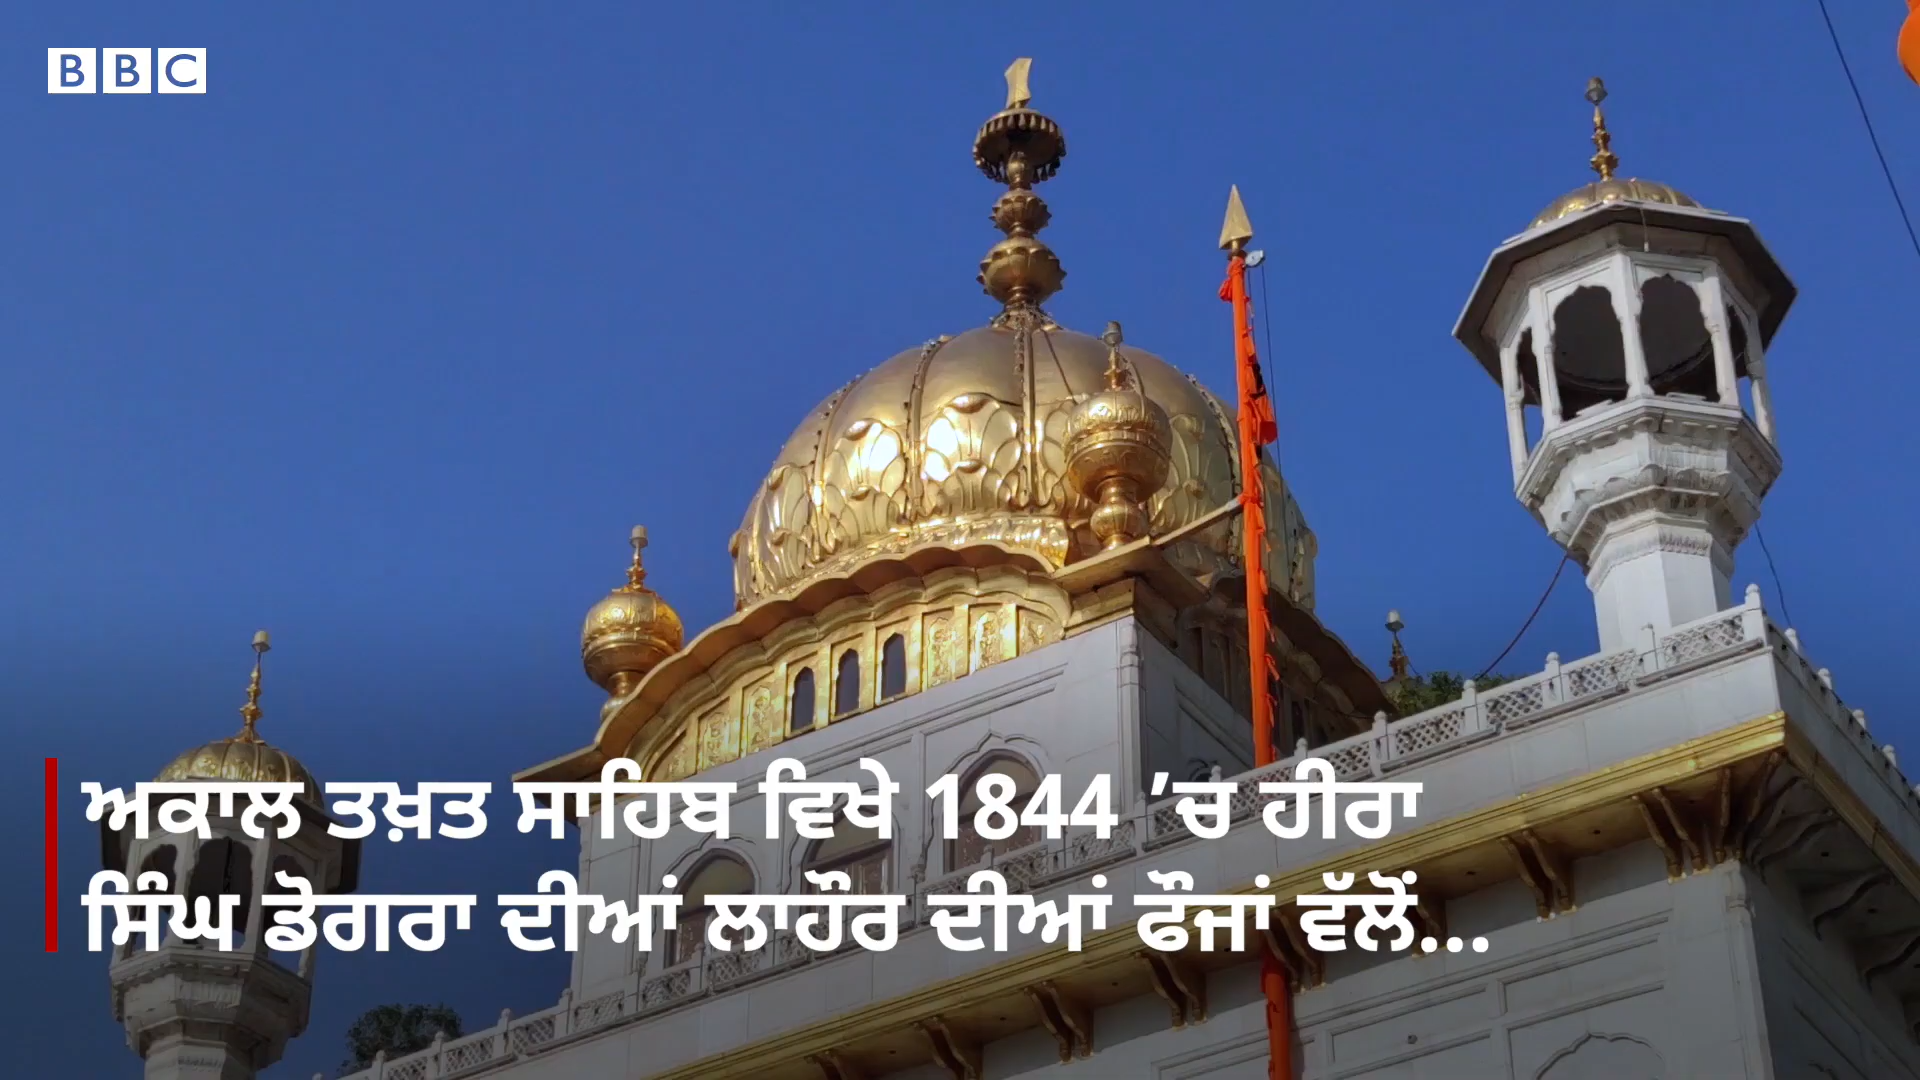 BBC
ਅਕਾਲ ਤਖ਼ਤ ਸਾਹਿਬ ਵਿਖੇ 1844 ’ਚ ਹੀਰਾ
ਸਿੰਘ ਡੋਗਰਾ ਦੀਆਂ ਲਾਹੌਰ ਦੀਆਂ ਫੌਜਾਂ ਵੱਲੋਂ...